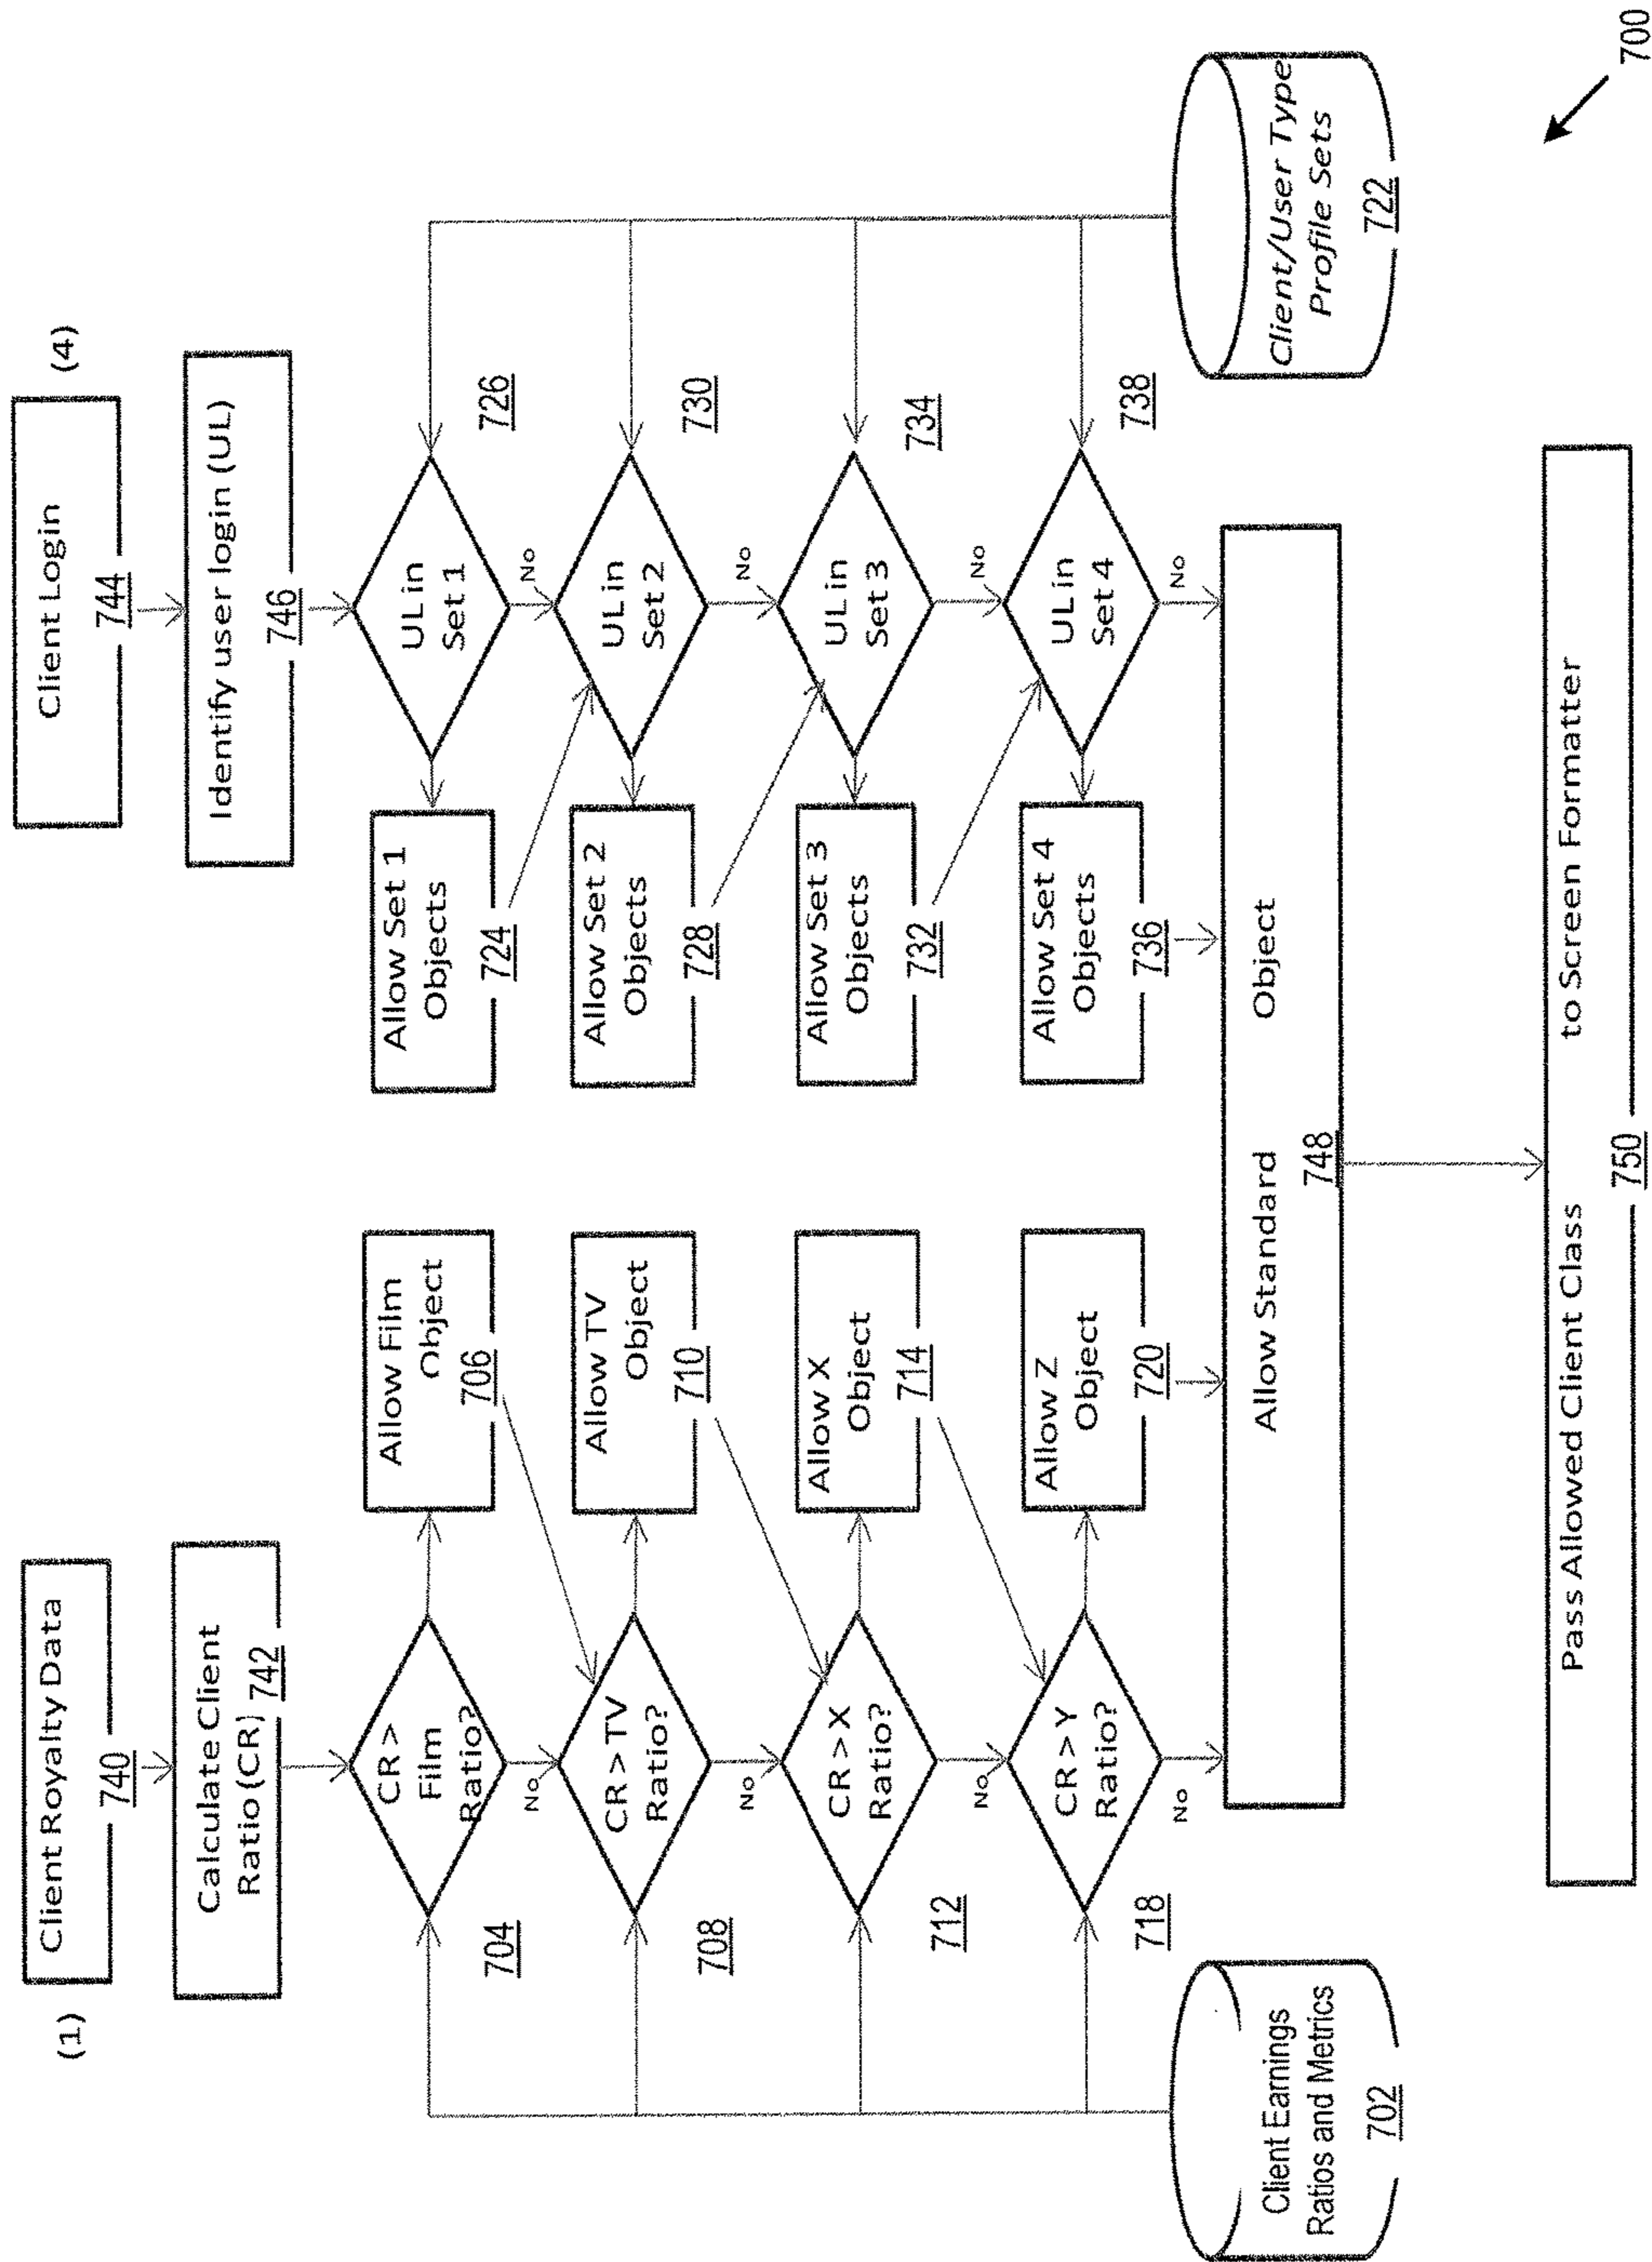 (1)
Client Royalty Data
740
Calculate Client
Ratio (CR) 742
CR >
Film
Ratio?
704
No
Allow Film
Object
706
CR > TV
Ratio?
708
No
Allow TV
Object
710
CR > X
Ratio?
712
No
Allow X
Object
714
CR > Y
Ratio?
718
No
Allow Z
Object
720
Client Earnings
Ratios and Metrics
702
Client Login
744
(4)
Identify user login (UL)
746
UL in
Set 1
726
No
Allow Set 1
Objects
724
UL in
Set 2
730
No
Allow Set 2
Objects
728
UL in
Set 3
734
No
Allow Set 3
Objects
732
UL in
Set 4
738
No
Allow Set 4
Objects
736
Client/User Type
Profile Sets
722
Allow Standard Object
748
Pass Allowed Client Class to Screen Formatter
750
700